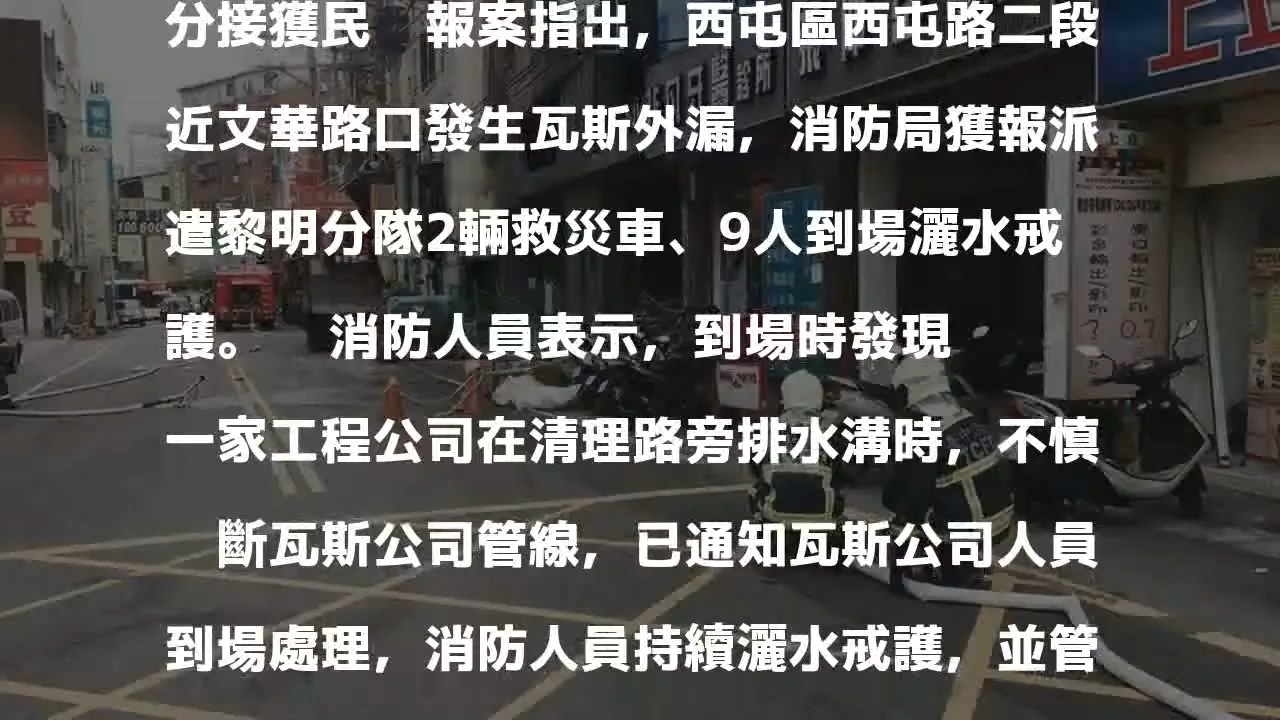 分接獲民　報案指出，西屯區西屯路二段
近文華路口發生瓦斯外漏，消防局獲報派
遣黎明分隊2輛救災車、9人到場灑水戒
護。　　消防人員表示，到場時發現
一家工程公司在清理路旁排水溝時，不慎
　斷瓦斯公司管線，已通知瓦斯公司人員
到場處理，消防人員持續灑水戒護，並管